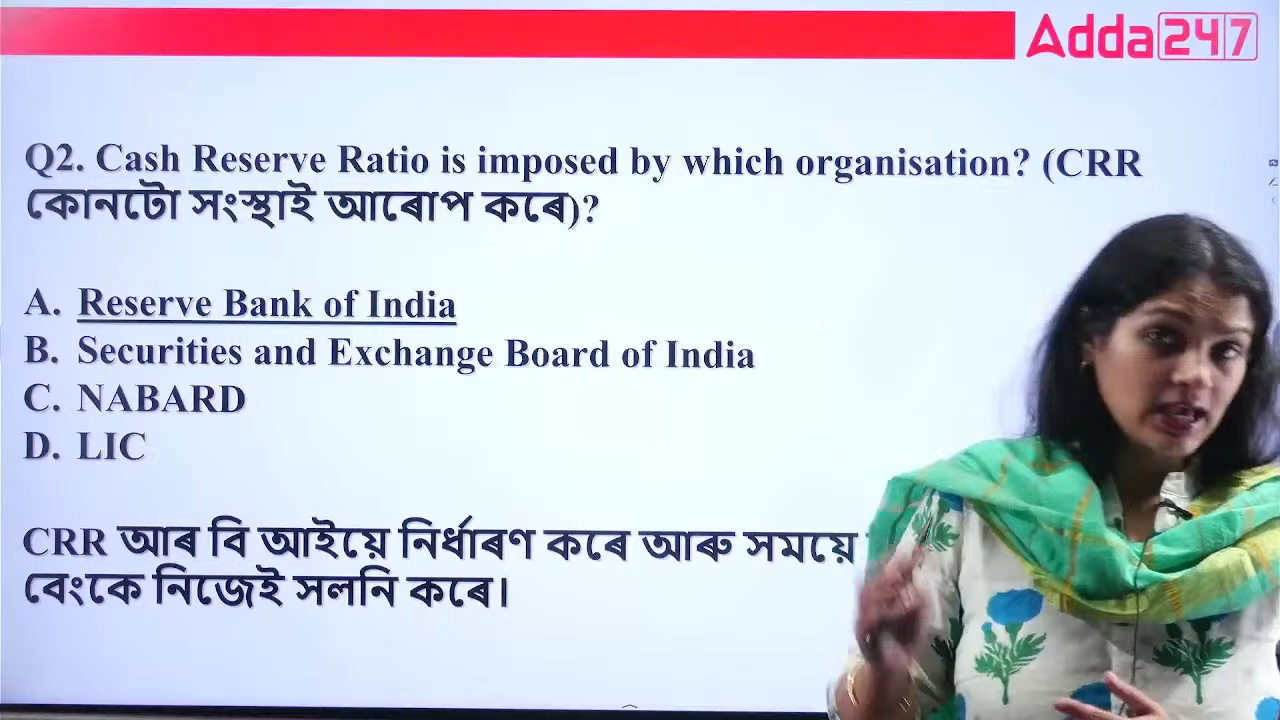 Adda247
Q2. Cash Reserve Ratio is imposed by which organisation? (CRR
কোনটো সংস্থাই আৰোপ কৰে)?
A. Reserve Bank of India
B. Securities and Exchange Board of India
C. NABARD
D. LIC
CRR আৰ বি আইয়ে নিৰ্ধাৰণ কৰে আৰু সময়ে
বেংকে নিজেই সলনি কৰে।